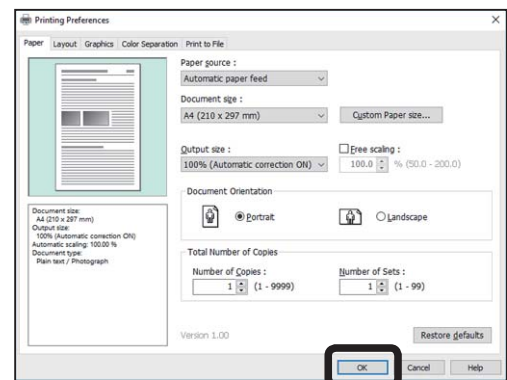 Printing Preferences
Paper Layout Graphics Color Separation Print to File
Paper source :
Automatic paper feed
Document size :
A4 (210 x 297 mm) Custom Paper size...
Output size : Free scaling :
100% (Automatic correction ON) 100.0 % (50.0 - 200.0)
Document Orientation
Portrait Landscape
Document size:
A4 (210 x 297 mm)
Output size:
100% (Automatic correction ON)
Automatic scaling: 100.00 %
Document type:
Plain text / Photograph
Total Number of Copies
Number of Copies : Number of Sets :
1 (1 - 9999) 1 (1 - 99)
Version 1.00 Restore defaults
OK Cancel Help